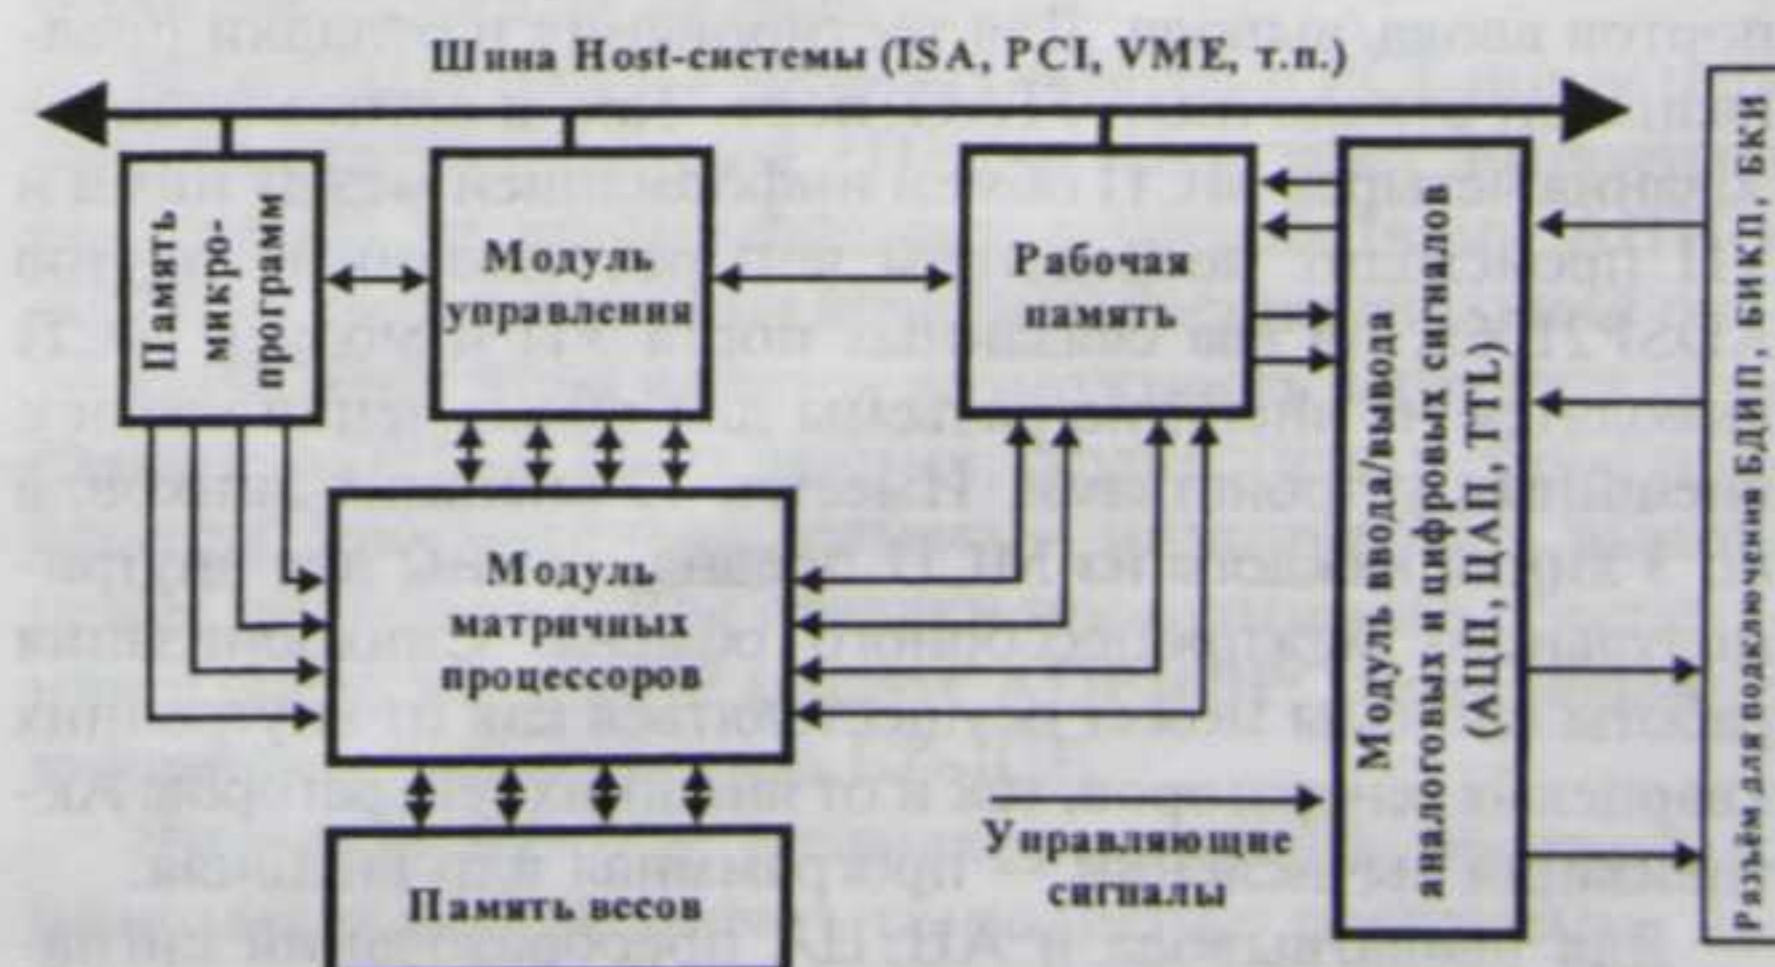 Шина Host-системы (ISA, PCI, VME, т.п.)
Память
микро-
программ
Модуль
управления
Рабочая
память
Модуль ввода/вывода
аналоговых и цифровых сигналов
(АЦП, ЦАП, TTL)
Рязъём для подключения БДИП, БИКП, БКИ
Модуль
матричных
процессоров
Управляющие
сигналы
Память весов